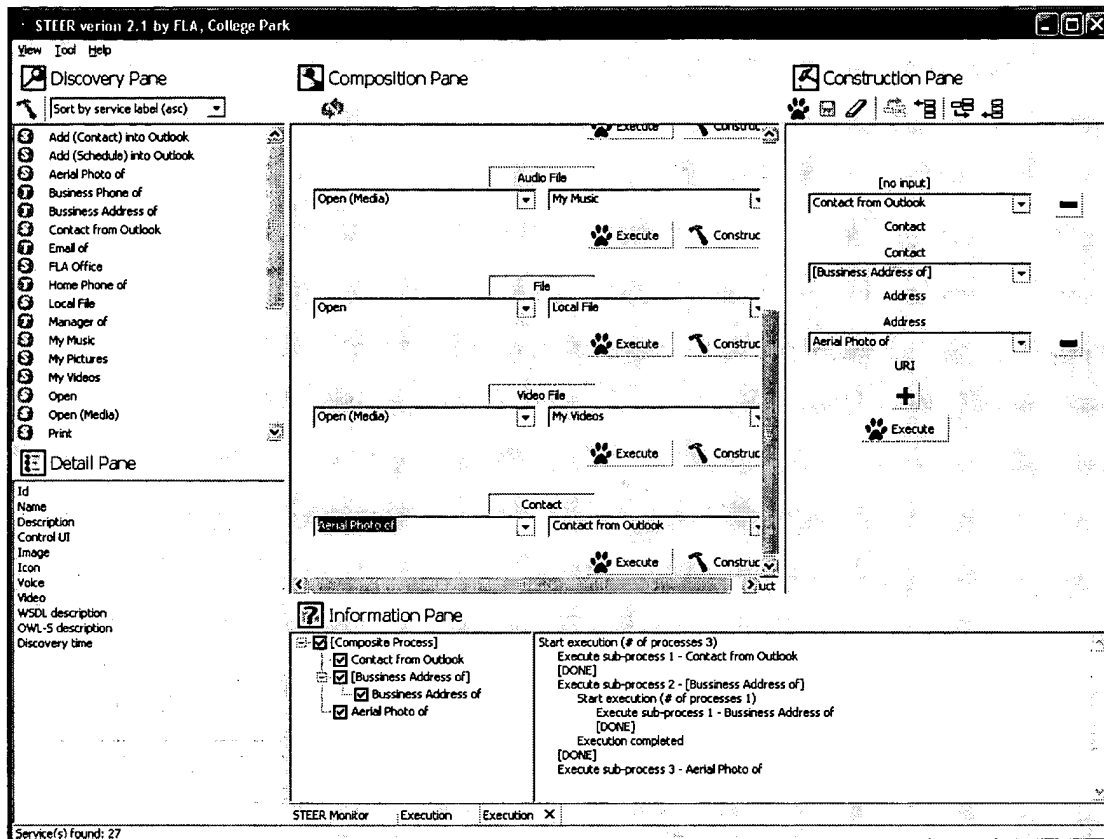 STEER verion 2.1 by FLA, College Park
View Tool Help
Discovery Pane
Sort by service label (asc)
Add (Contact) into Outlook
Add (Schedule) into Outlook
Aerial Photo of
Business Phone of
Bussiness Address of
Contact from Outlook
Email of
FLA Office
Home Phone of
Local File
Manager of
My Music
My Pictures
My Videos
Open
Open (Media)
Print
Detail Pane
Id
Name
Description
Control UI
Image
Icon
Voice
Video
WSDL description
OWL-S description
Discovery time
Composition Pane
Execute Construc
Audio File
Open (Media) My Music
Execute Construc
File
Open Local File
Execute Construc
Video File
Open (Media) My Videos
Execute Construc
Contact
Aerial Photo of Contact from Outlook
Execute Construc
uct
Construction Pane
[no input]
Contact from Outlook
Contact
Contact
[Bussiness Address of]
Address
Address
Aerial Photo of
URI
Execute
Information Pane
[Composite Process]
Contact from Outlook
[Bussiness Address of]
Bussiness Address of
Aerial Photo of
Start execution (# of processes 3)
Execute sub-process 1 - Contact from Outlook
[DONE]
Execute sub-process 2 - [Bussiness Address of]
Start execution (# of processes 1)
Execute sub-process 1 - Bussiness Address of
[DONE]
Execution completed
[DONE]
Execute sub-process 3 - Aerial Photo of
STEER Monitor Execution Execution
Service(s) found: 27